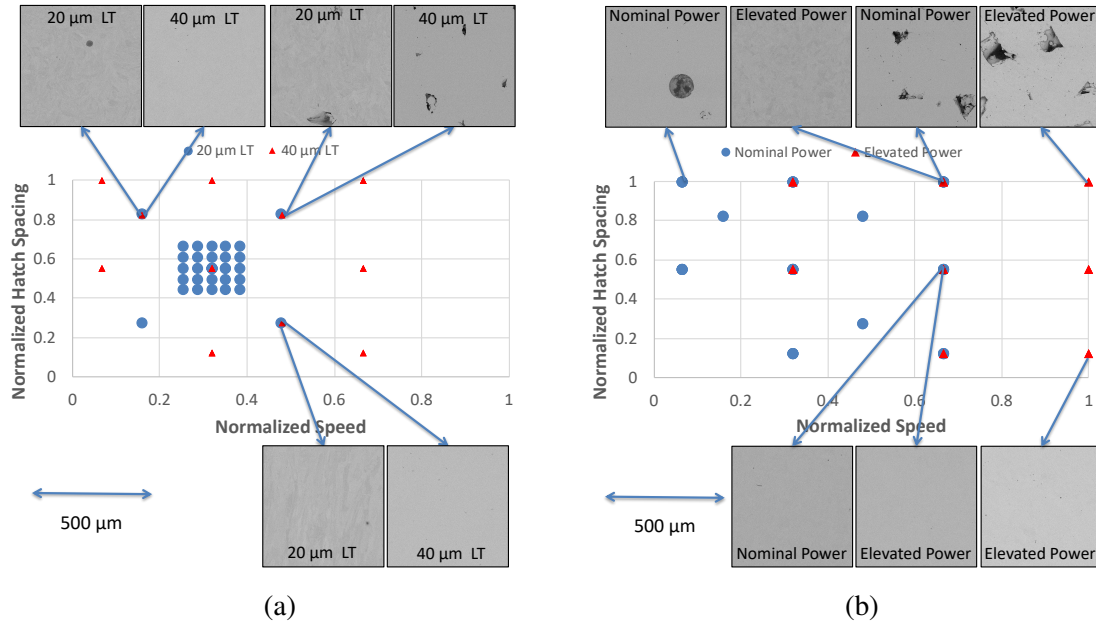 20 µm LT
40 µm LT
20 µm LT
40 µm LT
20 µm LT
40 µm LT
1
0.8
0.6
0.4
0.2
0
0
0.2
0.4
0.6
0.8
1
Normalized Hatch Spacing
Normalized Speed
500 µm
20 µm LT
40 µm LT
(a)
Nominal Power
Elevated Power
Nominal Power
Elevated Power
Nominal Power
Elevated Power
1
0.8
0.6
0.4
0.2
0
0
0.2
0.4
0.6
0.8
1
Normalized Hatch Spacing
Normalized Speed
500 µm
Nominal Power
Elevated Power
Elevated Power
(b)